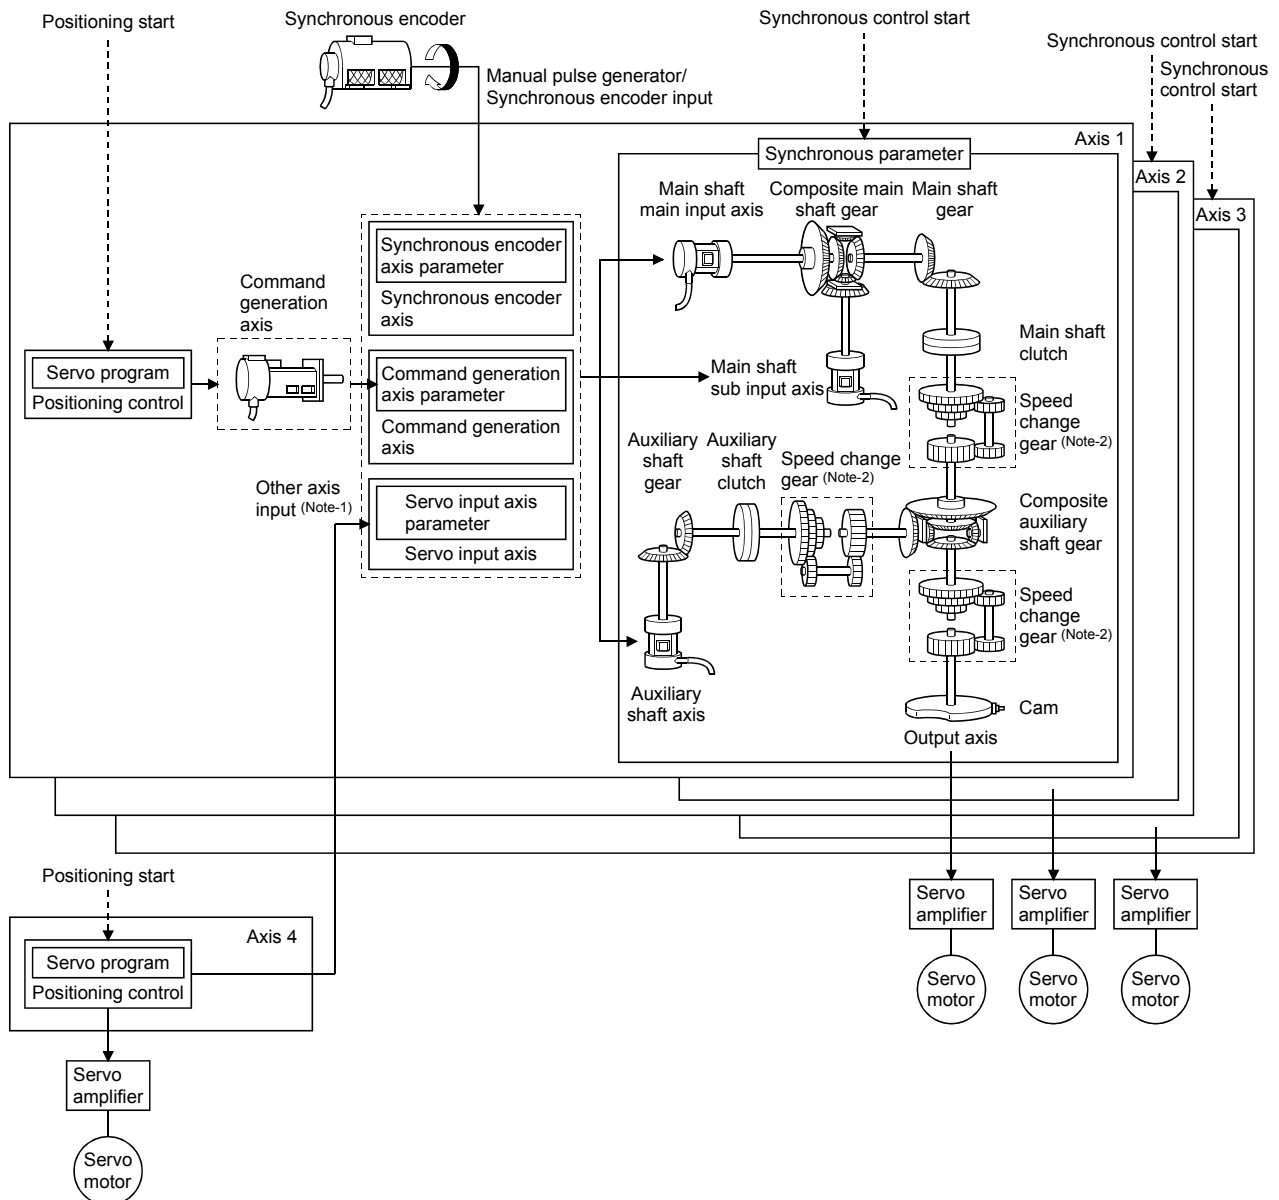 Positioning start
Synchronous encoder
Manual pulse generator/
Synchronous encoder input
Synchronous control start
Synchronous control start
Synchronous
control start
Axis 1
Axis 2
Axis 3
Synchronous parameter
Main shaft
main input axis
Composite main
shaft gear
Main shaft
gear
Synchronous encoder
axis parameter
Synchronous encoder
axis
Command
generation
axis
Servo program
Positioning control
Command generation
axis parameter
Command generation
axis
Main shaft
sub input axis
Main shaft
clutch
Speed
change
gear (Note-2)
Other axis
input (Note-1)
Servo input axis
parameter
Servo input axis
Auxiliary
shaft
gear
Auxiliary
shaft
clutch
Speed change
gear (Note-2)
Composite
auxiliary
shaft gear
Speed
change
gear (Note-2)
Auxiliary
shaft axis
Cam
Output axis
Positioning start
Axis 4
Servo program
Positioning control
Servo
amplifier
Servo
motor
Servo
amplifier
Servo
amplifier
Servo
amplifier
Servo
motor
Servo
motor
Servo
motor